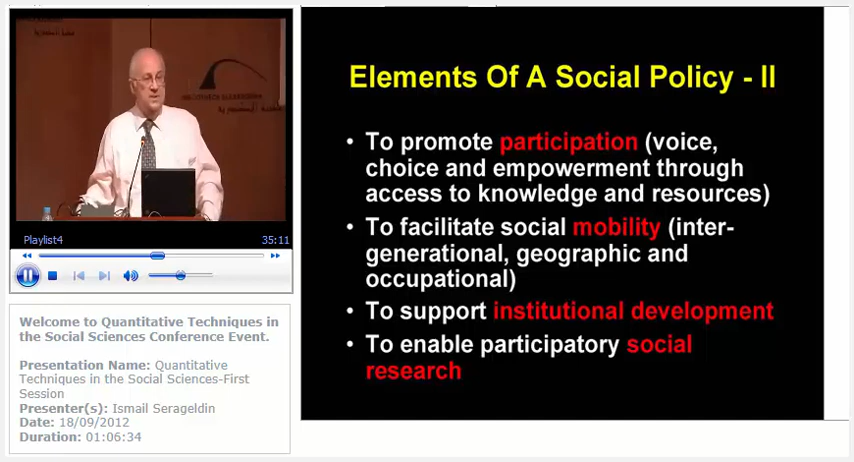 Playlist4
35:11
Welcome to Quantitative Techniques in
the Social Sciences Conference Event.
Presentation Name: Quantitative
Techniques in the Social Sciences-First
Session
Presenter(s): Ismail Serageldin
Date: 18/09/2012
Duration: 01:06:34
Elements Of A Social Policy - II
• To promote participation (voice,
choice and empowerment through
access to knowledge and resources)
• To facilitate social mobility (inter-
generational, geographic and
occupational)
• To support institutional development
• To enable participatory social
research